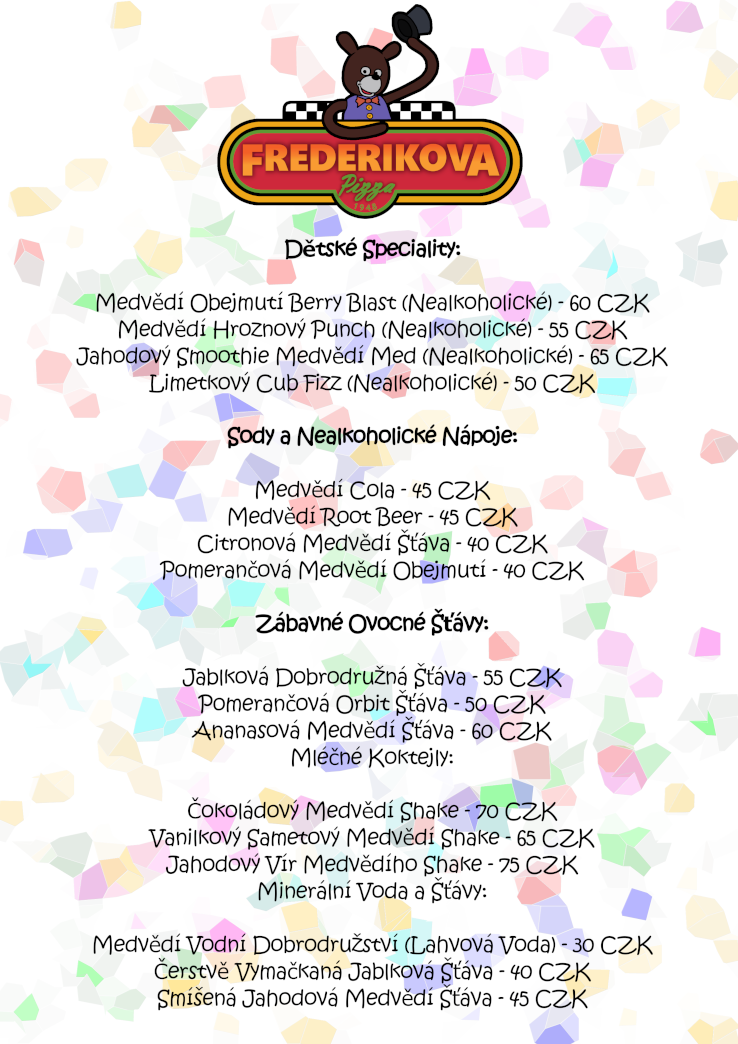 FREDERIKOVA
Pizza
1948
Dětské Speciality:
Medvědí Obejmutí Berry Blast (Nealkoholické) - 60 CZK
Medvědí Hroznový Punch (Nealkoholické) - 55 CZK
Jahodový Smoothie Medvědí Med (Nealkoholické) - 65 CZK
Limetkový Cub Fizz (Nealkoholické) - 50 CZK
Sody a Nealkoholické Nápoje:
Medvědí Cola - 45 CZK
Medvědí Root Beer - 45 CZK
Citronová Medvědí Šťáva - 40 CZK
Pomerančová Medvědí Obejmutí - 40 CZK
Zábavné Ovocné Šťávy:
Jablková Dobrodružná Šťáva - 55 CZK
Pomerančová Orbit Šťáva - 50 CZK
Ananasová Medvědí Šťáva - 60 CZK
Mléčné Koktejly:
Čokoládový Medvědí Shake - 70 CZK
Vanilkový Sametový Medvědí Shake - 65 CZK
Jahodový Vír Medvědího Shake - 75 CZK
Minerální Voda a Šťávy:
Medvědí Vodní Dobrodružství (Lahvová Voda) - 30 CZK
Čerstvě Vymačkaná Jablková Šťáva - 40 CZK
Smíšená Jahodová Medvědí Šťáva - 45 CZK